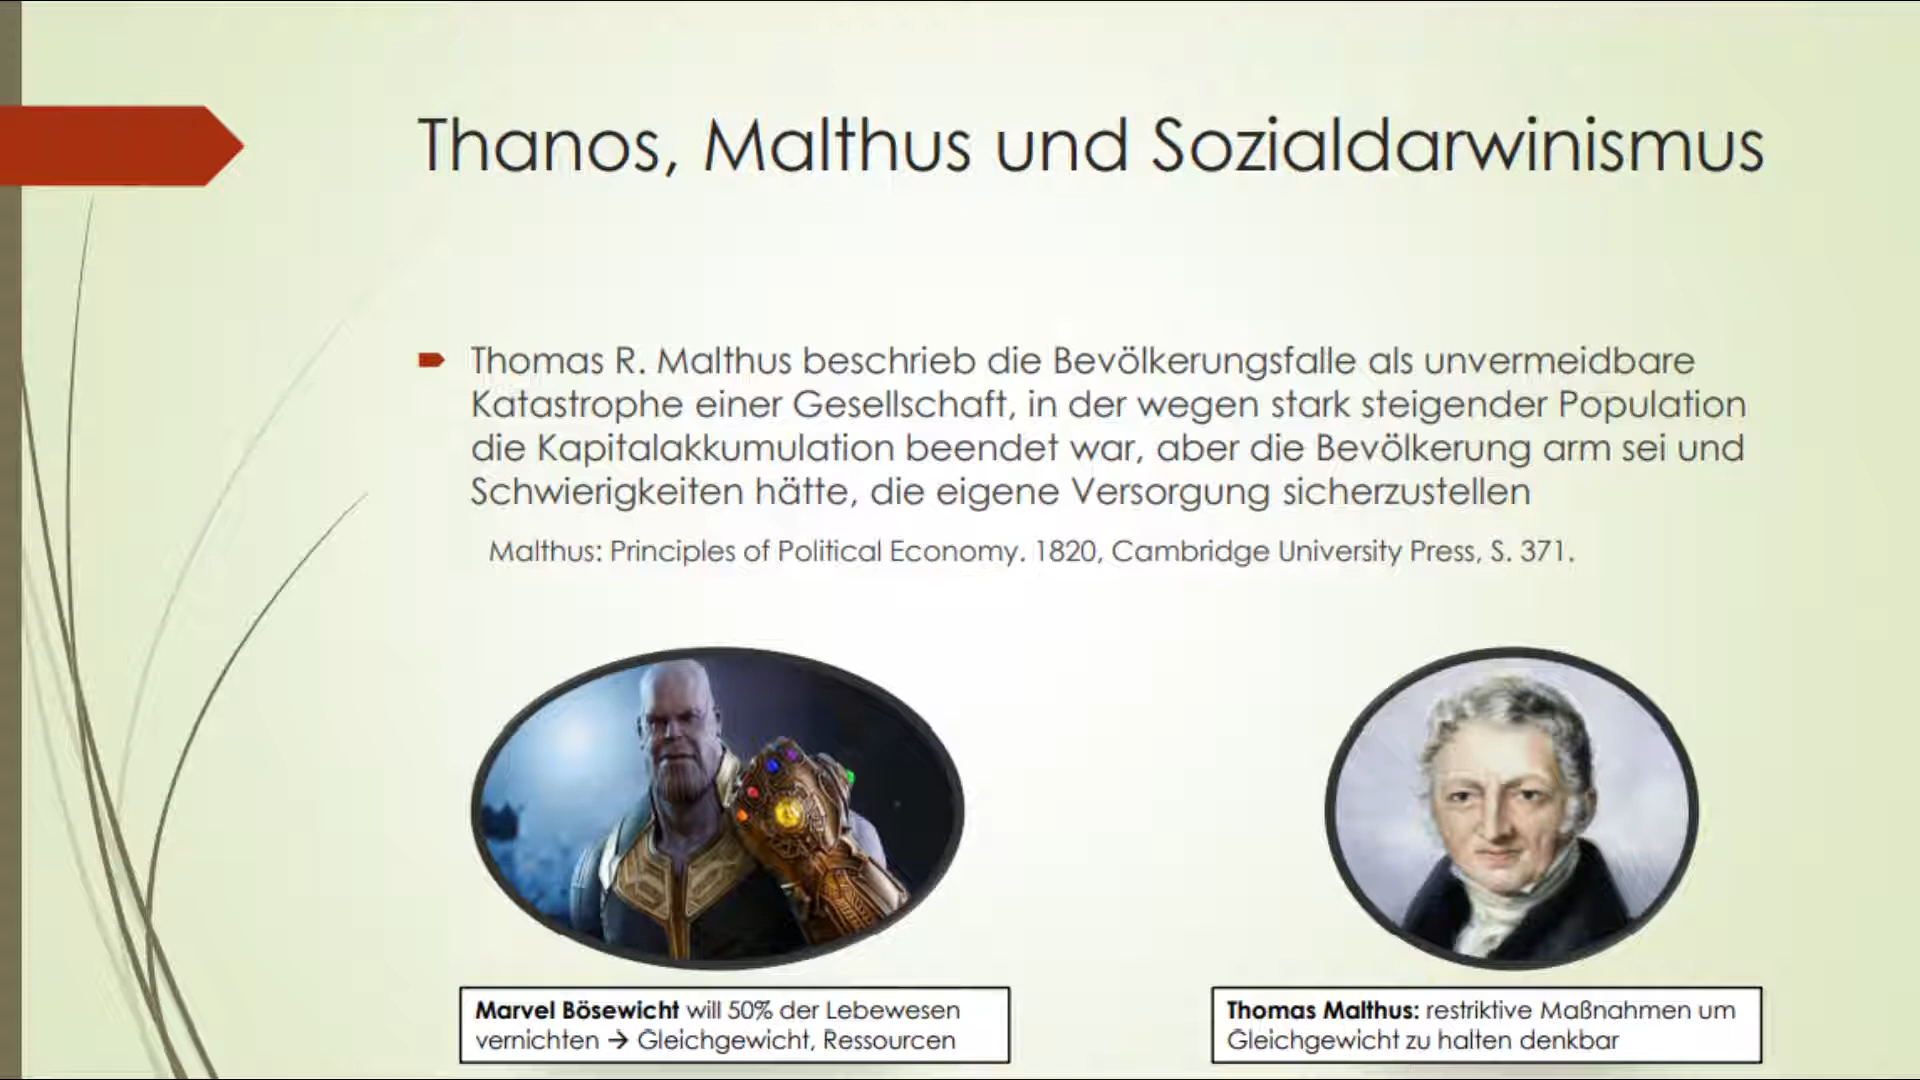 Thanos, Malthus und Sozialdarwinismus
Thomas R. Malthus beschrieb die Bevölkerungsfalle als unvermeidbare
Katastrophe einer Gesellschaft, in der wegen stark steigender Population
die Kapitalakkumulation beendet war, aber die Bevölkerung arm sei und
Schwierigkeiten hätte, die eigene Versorgung sicherzustellen
Malthus: Principles of Political Economy. 1820, Cambridge University Press, S. 371.
Marvel Bösewicht will 50% der Lebewesen
vernichten → Gleichgewicht, Ressourcen
Thomas Malthus: restriktive Maßnahmen um
Gleichgewicht zu halten denkbar